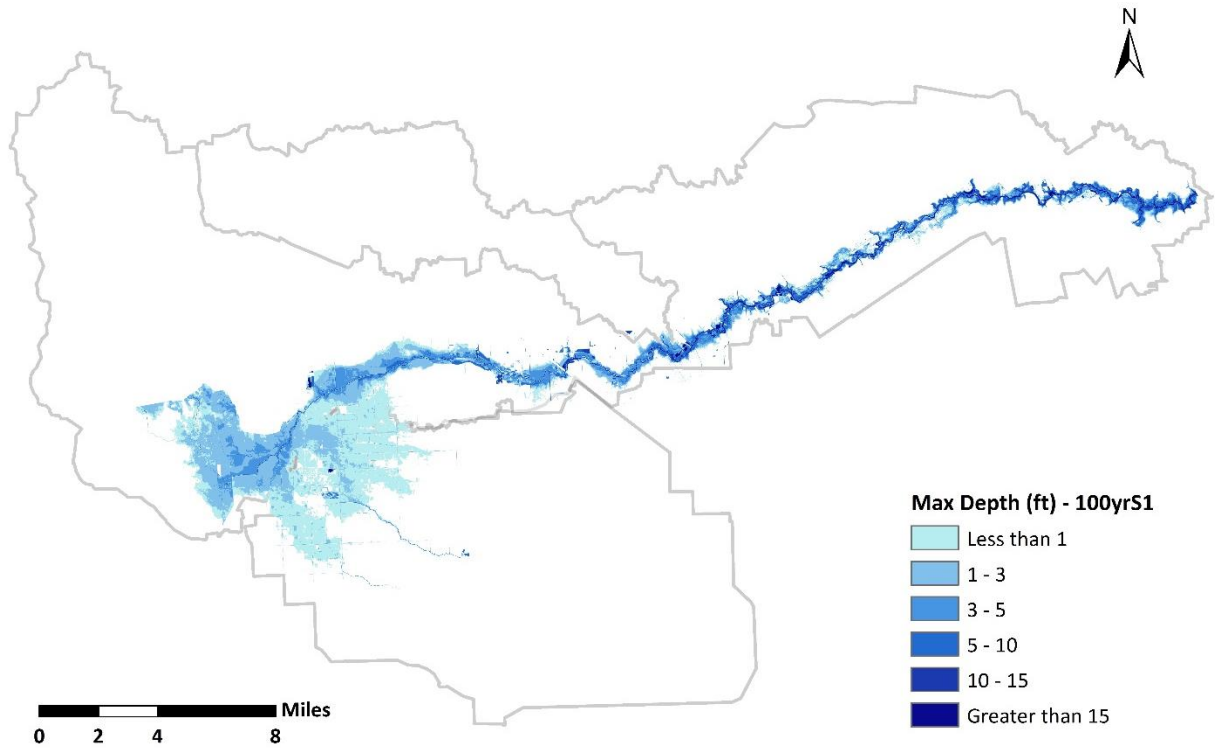 N
Max Depth (ft) - 100yrS1
Less than 1
1 - 3
3 - 5
5 - 10
10 - 15
Greater than 15
Miles
0 2 4 8